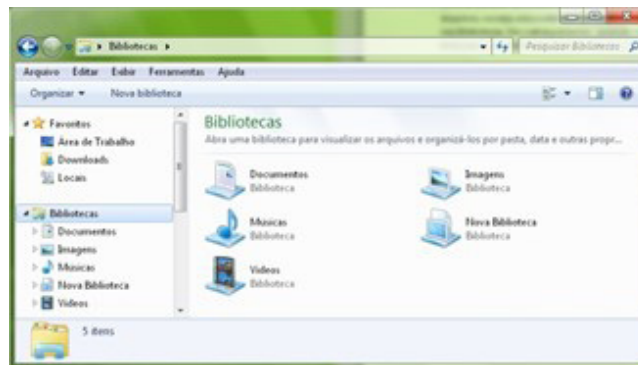 Bibliotecas
Pesquisar Bibliotecas
Arquivo Editar Exibir Ferramentas Ajuda
Organizar Nova biblioteca
Favoritos
Área de Trabalho
Downloads
Locais
Bibliotecas
Documentos
Imagens
Musicas
Nova Biblioteca
Videos
Bibliotecas
Abra uma biblioteca para visualizar os arquivos e organizá-los por pasta, data e outras propr...
Documentos
Biblioteca
Imagens
Biblioteca
Musicas
Biblioteca
Nova Biblioteca
Biblioteca
Videos
Biblioteca
5 itens